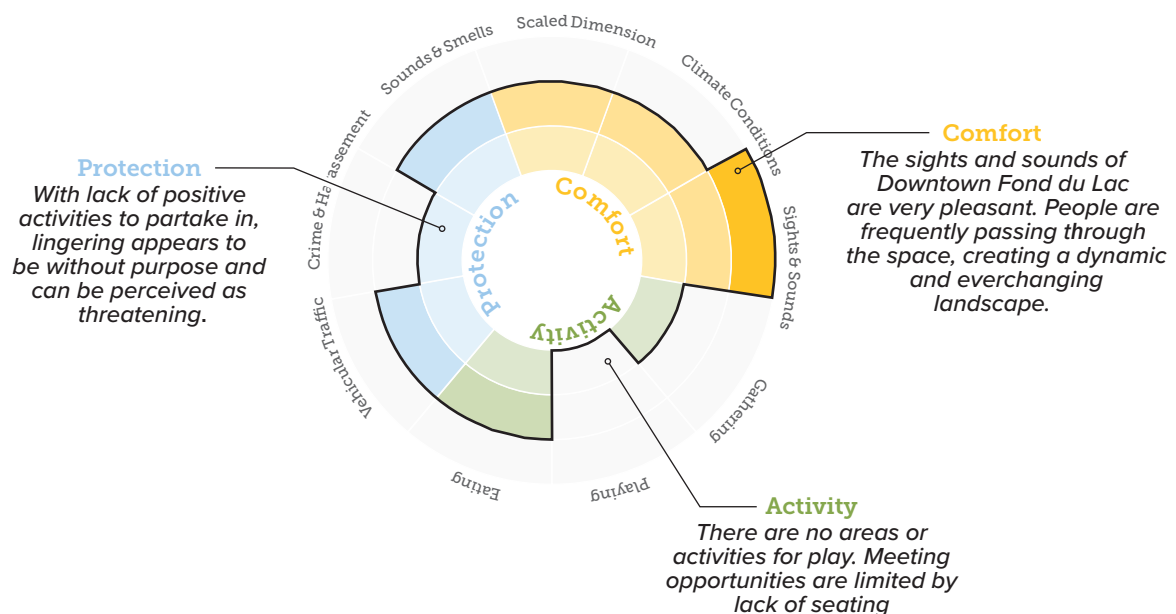 Scaled Dimension
Sounds & Smells
Climate Conditions
Crime & Harassement
Sights & Sounds
Vehicular Traffic
Gathering
Eating
Playing
Protection
Comfort
Activity
Protection
With lack of positive
activities to partake in,
lingering appears to
be without purpose and
can be perceived as
threatening.
Comfort
The sights and sounds of
Downtown Fond du Lac
are very pleasant. People are
frequently passing through
the space, creating a dynamic
and everchanging
landscape.
Activity
There are no areas or
activities for play. Meeting
opportunities are limited by
lack of seating